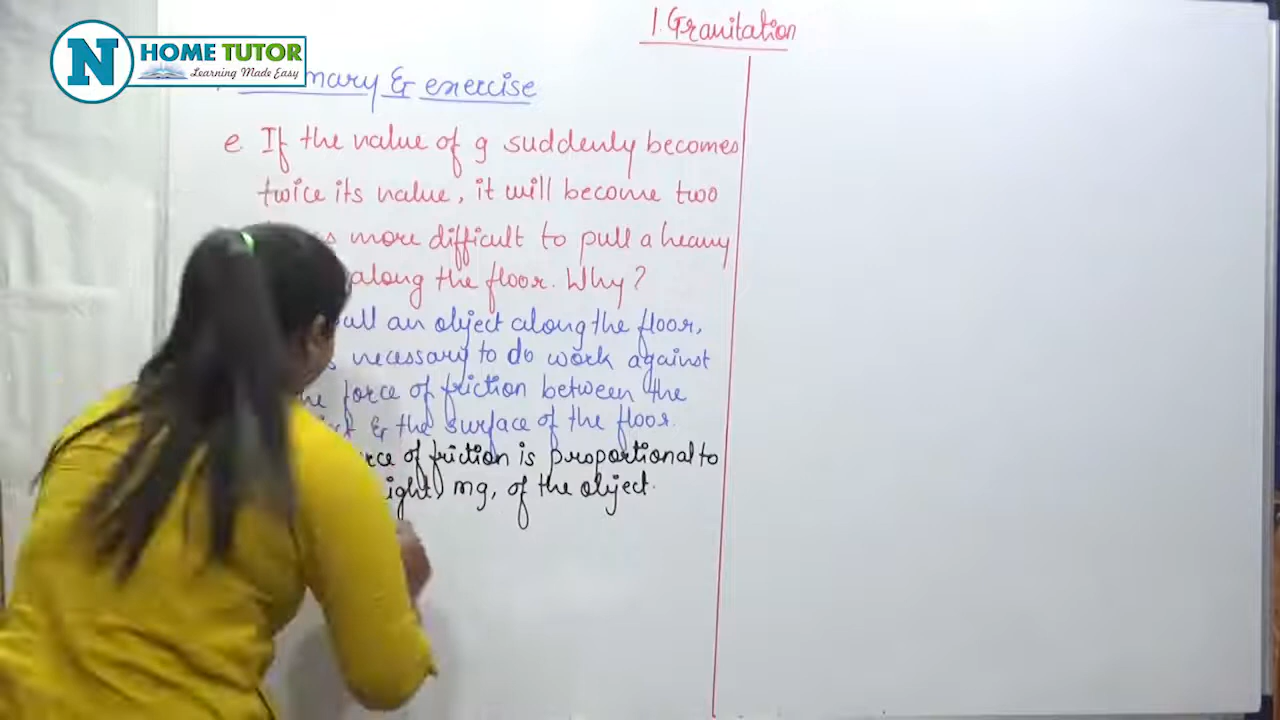 1. Gravitation
N HOME TUTOR
Learning Made Easy
& exercise
e. If the value of g suddenly becomes
twice its value, it will become two
more difficult to pull a heavy
along the floor. Why?
an object along the floor,
necessary to do work against
force of friction between the
& the surface of the floor.
of friction is proportional to
mg, of the object.